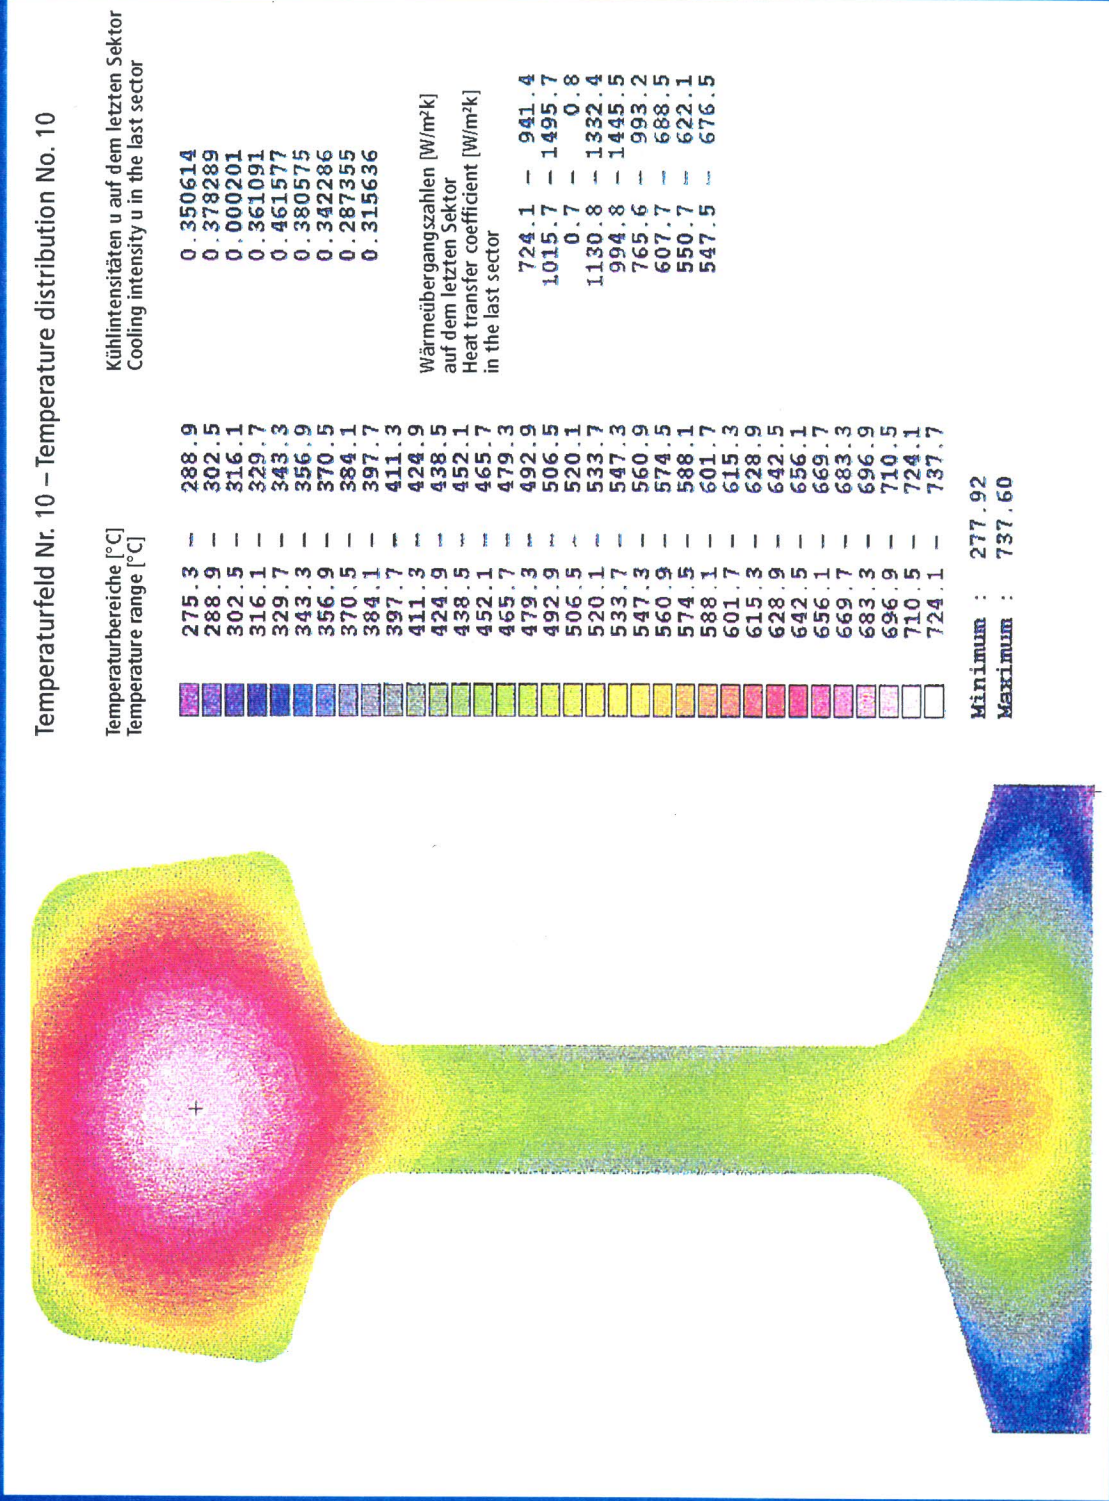 Temperaturfeld Nr. 10 – Temperature distribution No. 10
Temperaturbereiche [°C]
Temperature range [°C]
275.3 – 288.9
288.9 – 302.5
302.5 – 316.1
316.1 – 329.7
329.7 – 343.3
343.3 – 356.9
356.9 – 370.5
370.5 – 384.1
384.1 – 397.7
397.7 – 411.3
411.3 – 424.9
424.9 – 438.5
438.5 – 452.1
452.1 – 465.7
465.7 – 479.3
479.3 – 492.9
492.9 – 506.5
506.5 – 520.1
520.1 – 533.7
533.7 – 547.3
547.3 – 560.9
560.9 – 574.5
574.5 – 588.1
588.1 – 601.7
601.7 – 615.3
615.3 – 628.9
628.9 – 642.5
642.5 – 656.1
656.1 – 669.7
669.7 – 683.3
683.3 – 696.9
696.9 – 710.5
710.5 – 724.1
724.1 – 737.7
Minimum : 277.92
Maximum : 737.60
Kühlintensitäten u auf dem letzten Sektor
Cooling intensity u in the last sector
0.350614
0.378289
0.000201
0.361091
0.461577
0.380575
0.342286
0.287355
0.315636
Wärmeübergangszahlen [W/m²k]
auf dem letzten Sektor
Heat transfer coefficient [W/m²k]
in the last sector
724.1 – 941.4
1015.7 – 1495.7
0.7 – 0.8
1130.8 – 1332.4
994.8 – 1445.5
765.6 – 993.2
607.7 – 688.5
550.7 – 622.1
547.5 – 676.5